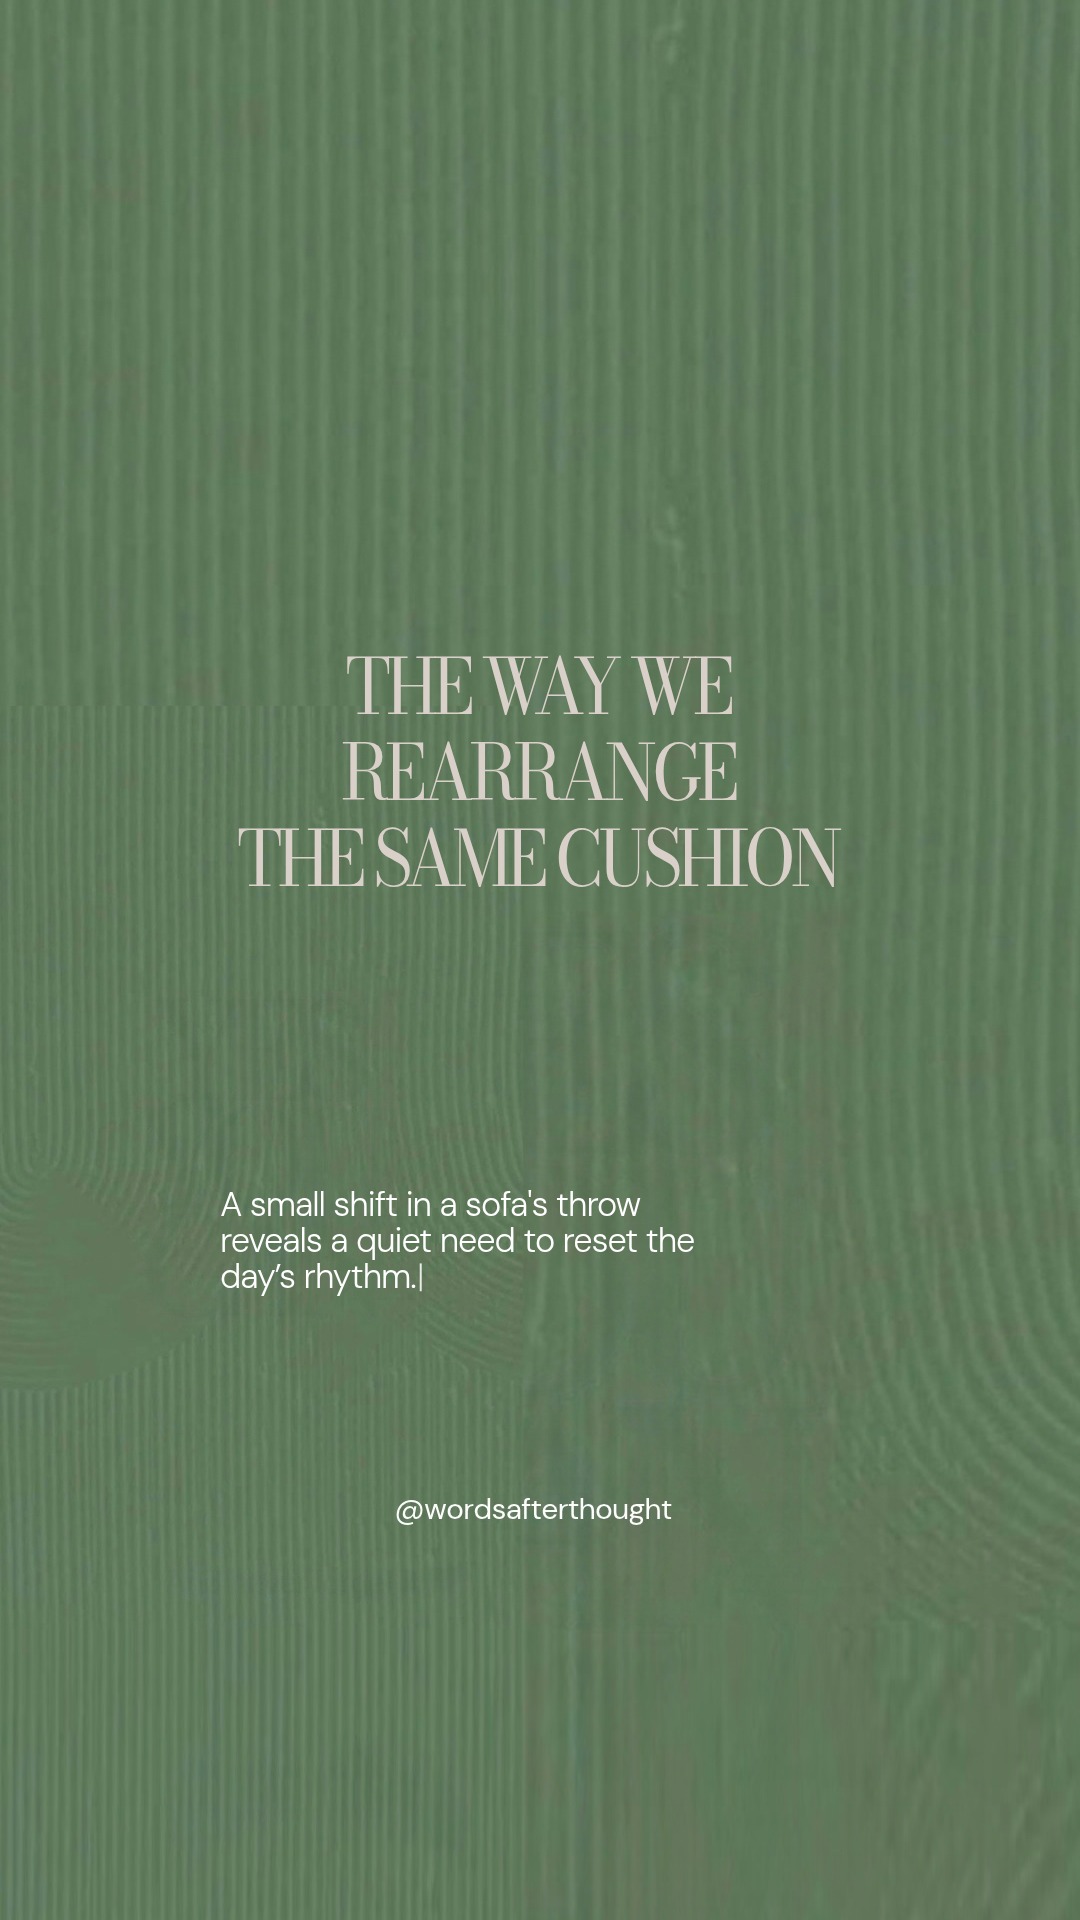 THE WAY WE
REARRANGE
THE SAME CUSHION
A small shift in a sofa's throw
reveals a quiet need to reset the
day’s rhythm.|
@wordsafterthought